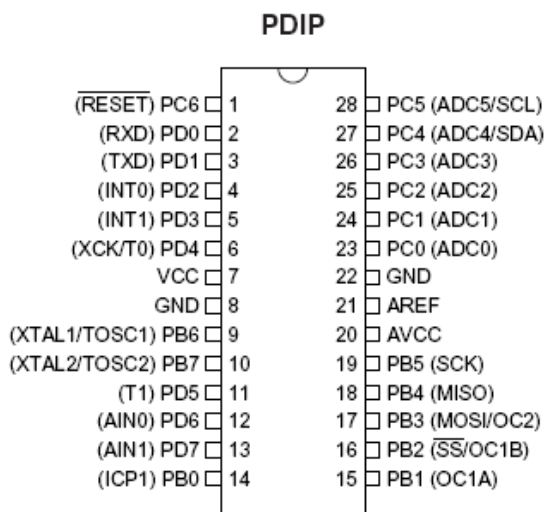 PDIP
(RESET) PC6 1 28 PC5 (ADC5/SCL)
(RXD) PD0 2 27 PC4 (ADC4/SDA)
(TXD) PD1 3 26 PC3 (ADC3)
(INT0) PD2 4 25 PC2 (ADC2)
(INT1) PD3 5 24 PC1 (ADC1)
(XCK/T0) PD4 6 23 PC0 (ADC0)
VCC 7 22 GND
GND 8 21 AREF
(XTAL1/TOSC1) PB6 9 20 AVCC
(XTAL2/TOSC2) PB7 10 19 PB5 (SCK)
(T1) PD5 11 18 PB4 (MISO)
(AIN0) PD6 12 17 PB3 (MOSI/OC2)
(AIN1) PD7 13 16 PB2 (SS/OC1B)
(ICP1) PB0 14 15 PB1 (OC1A)